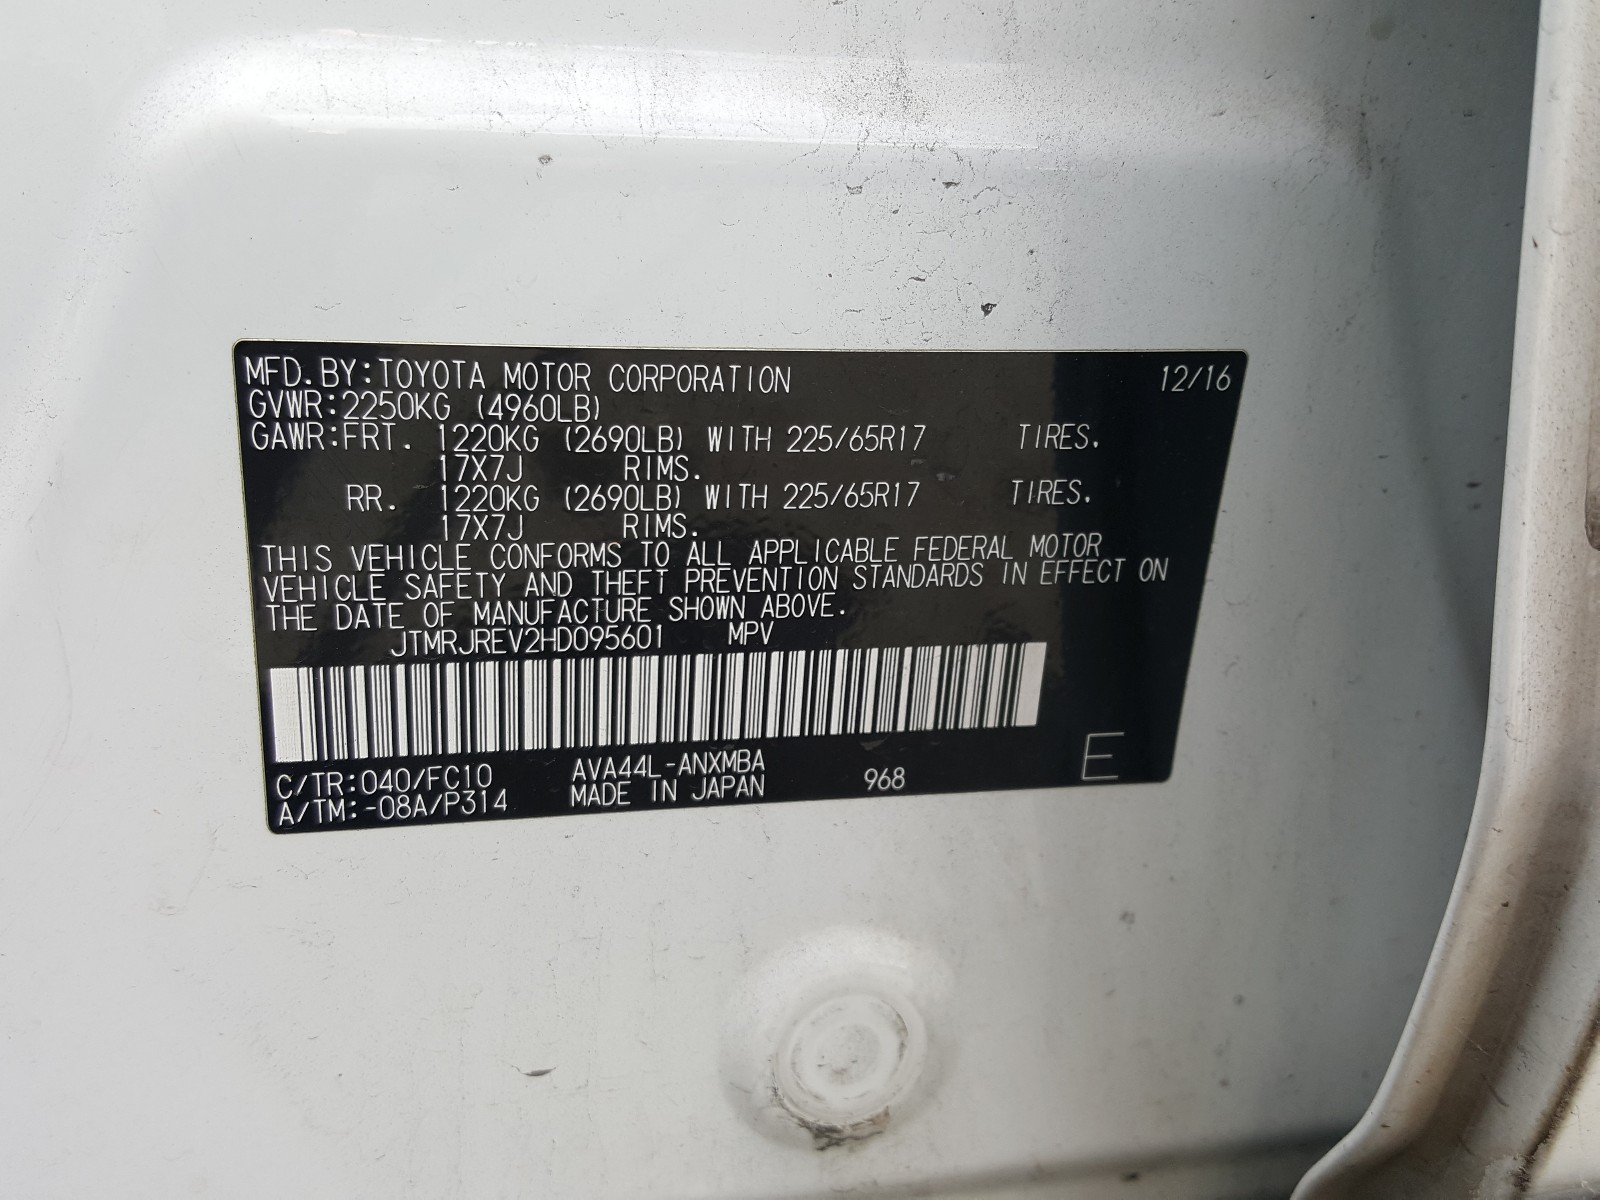 MFD.BY:TOYOTA MOTOR CORPORATION 12/16
GVWR:2250KG (4960LB)
GAWR:FRT. 1220KG (2690LB) WITH 225/65R17 TIRES.
17X7J RIMS.
RR. 1220KG (2690LB) WITH 225/65R17 TIRES.
17X7J RIMS.
THIS VEHICLE CONFORMS TO ALL APPLICABLE FEDERAL MOTOR
VEHICLE SAFETY AND THEFT PREVENTION STANDARDS IN EFFECT ON
THE DATE OF MANUFACTURE SHOWN ABOVE.
JTMRJREV2HD095601 MPV
C/TR:040/FC10 AVA44L-ANXMBA 968 E
A/TM:-08A/P314 MADE IN JAPAN